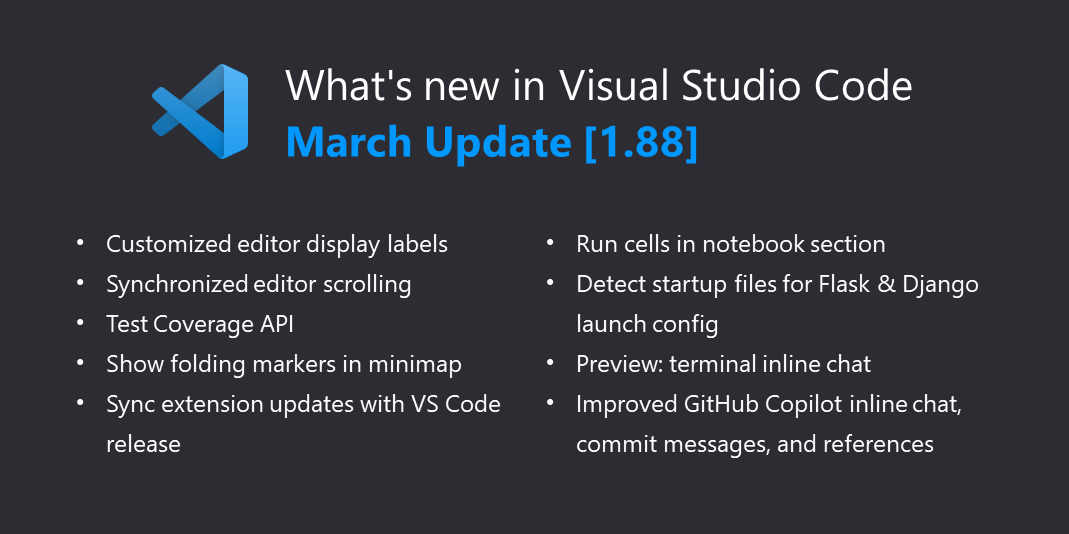 What's new in Visual Studio Code
March Update [1.88]
• Customized editor display labels
• Synchronized editor scrolling
• Test Coverage API
• Show folding markers in minimap
• Sync extension updates with VS Code
release
• Run cells in notebook section
• Detect startup files for Flask & Django
launch config
• Preview: terminal inline chat
• Improved GitHub Copilot inline chat,
commit messages, and references